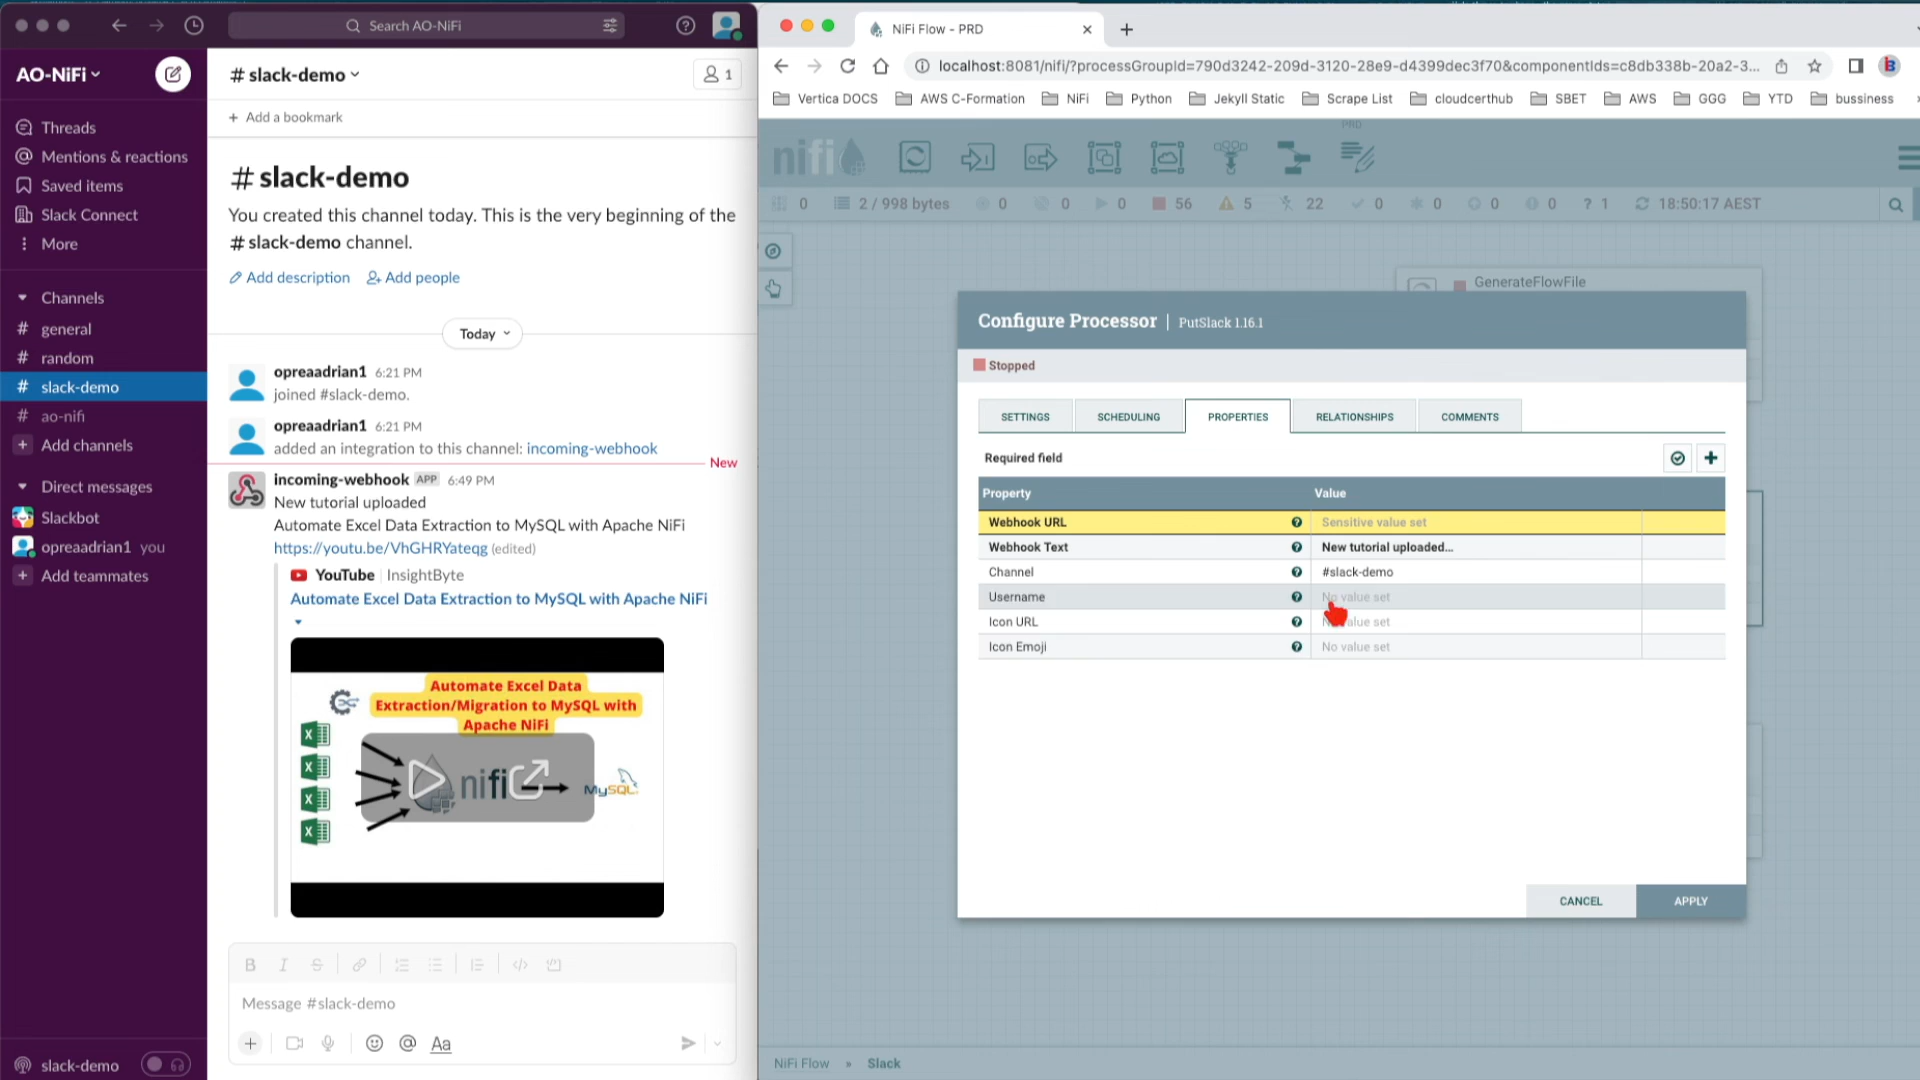 Search AO-NiFi
AO-NiFi
# slack-demo
1
Add a bookmark
Threads
Mentions & reactions
Saved items
Slack Connect
More
Channels
# general
# random
# slack-demo
# ao-nifi
+ Add channels
Direct messages
Slackbot
opreaadrian1 you
+ Add teammates
slack-demo
# slack-demo
You created this channel today. This is the very beginning of the
# slack-demo channel.
Add description Add people
Today
opreaadrian1 6:21 PM
joined #slack-demo.
opreaadrian1 6:21 PM
added an integration to this channel: incoming-webhook
New
incoming-webhook APP 6:49 PM
New tutorial uploaded
Automate Excel Data Extraction to MySQL with Apache NiFi
https://youtu.be/VhGHRYateqg (edited)
YouTube | InsightByte
Automate Excel Data Extraction to MySQL with Apache NiFi
Automate Excel Data
Extraction/Migration to MySQL with
Apache NiFi
nifi
MySQL
Message #slack-demo
Aa
NiFi Flow - PRD
localhost:8081/nifi/?processGroupId=790d3242-209d-3120-28e9-d4399dec3f70&componentIds=c8db338b-20a2-3...
Vertica DOCS AWS C-Formation NiFi Python Jekyll Static Scrape List cloudcerthub SBET AWS GGG YTD bussiness
PRD
nifi
0 2 / 998 bytes 0 0 0 56 5 22 0 0 0 0 ? 1 18:50:17 AEST
GenerateFlowFile
Configure Processor | PutSlack 1.16.1
Stopped
SETTINGS SCHEDULING PROPERTIES RELATIONSHIPS COMMENTS
Required field
Property Value
Webhook URL Sensitive value set
Webhook Text New tutorial uploaded...
Channel #slack-demo
Username No value set
Icon URL No value set
Icon Emoji No value set
CANCEL APPLY
NiFi Flow » Slack